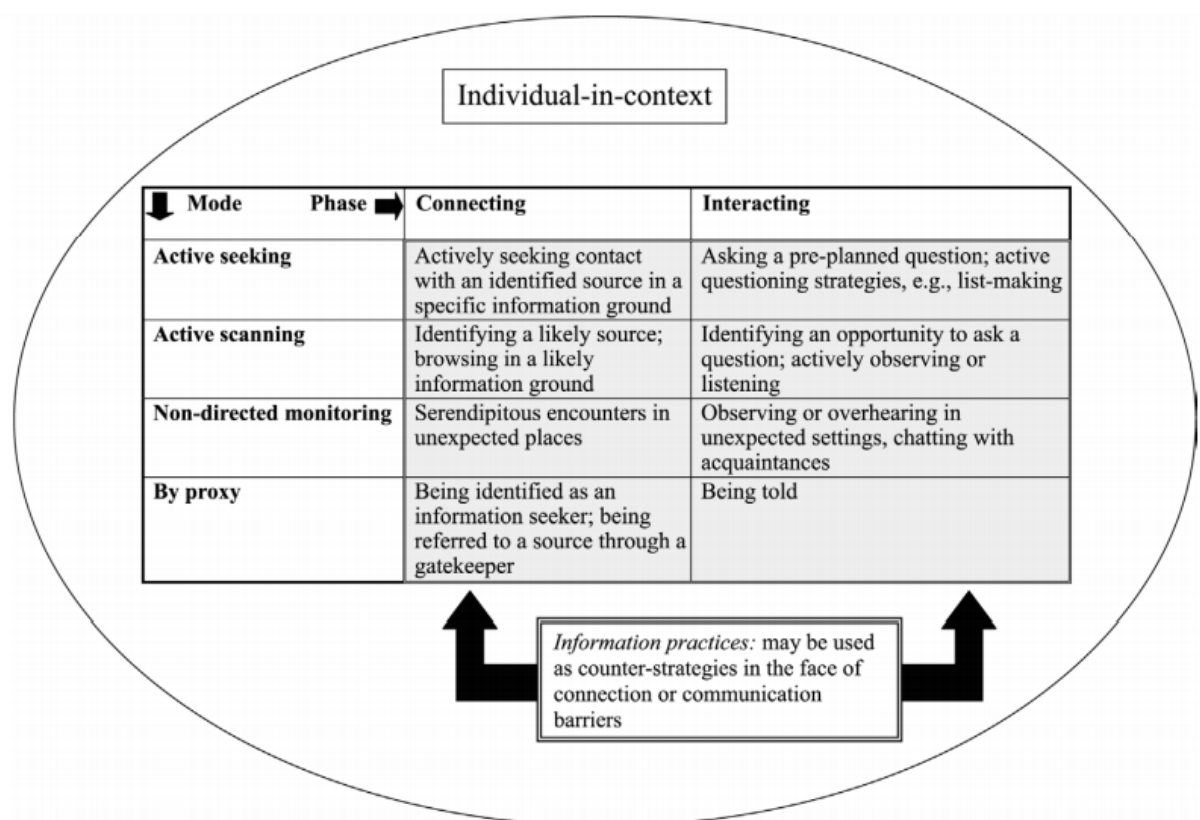 Individual-in-context
Mode Phase Connecting Interacting
Active seeking
Actively seeking contact
with an identified source in a
specific information ground
Asking a pre-planned question; active
questioning strategies, e.g., list-making
Active scanning
Identifying a likely source;
browsing in a likely
information ground
Identifying an opportunity to ask a
question; actively observing or
listening
Non-directed monitoring
Serendipitous encounters in
unexpected places
Observing or overhearing in
unexpected settings, chatting with
acquaintances
By proxy
Being identified as an
information seeker; being
referred to a source through a
gatekeeper
Being told
Information practices: may be used
as counter-strategies in the face of
connection or communication
barriers